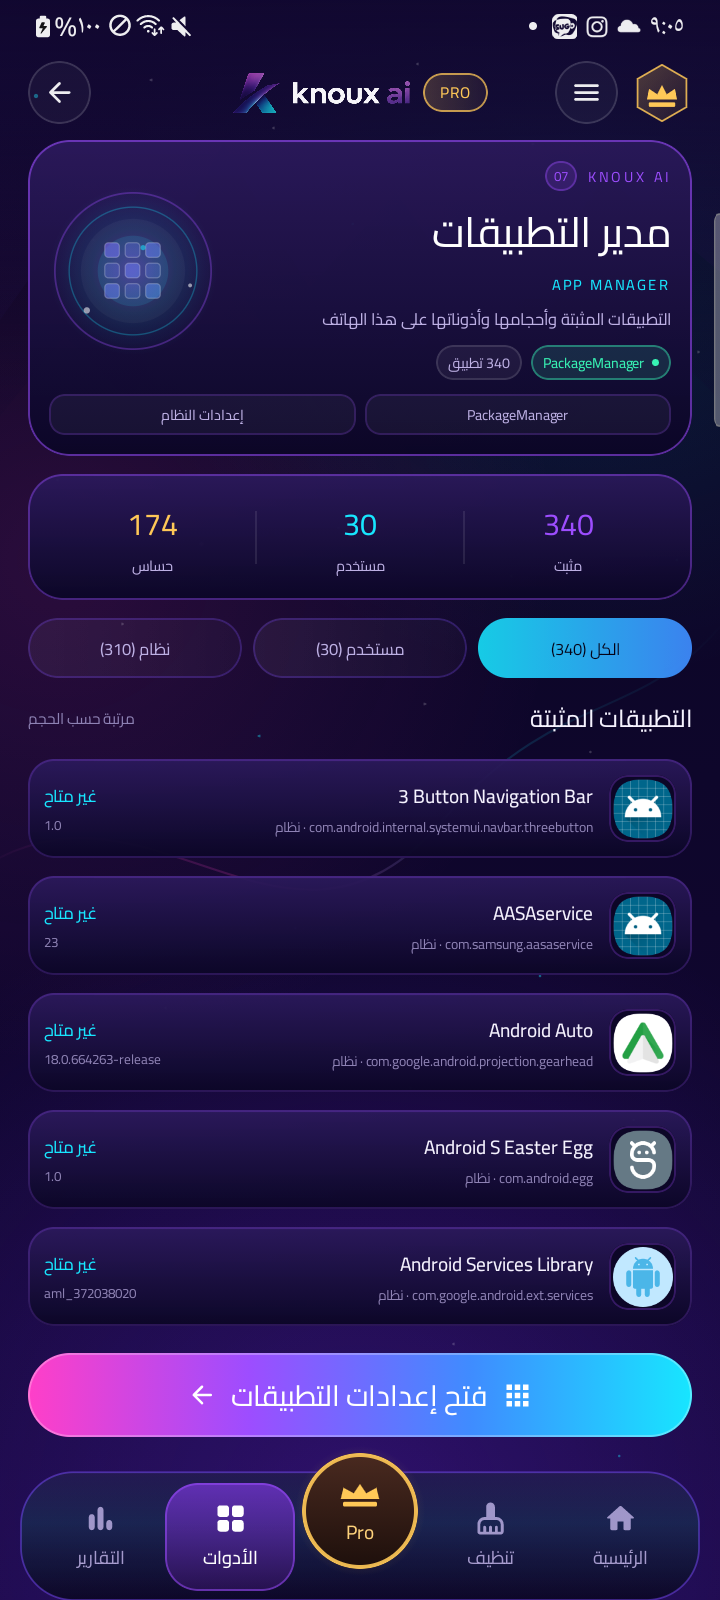 ٩:٠٥
%١٠٠
knoux ai
PRO
KNOUX AI
07
مدير التطبيقات
APP MANAGER
التطبيقات المثبتة وأحجامها وأذوناتها على هذا الهاتف
PackageManager
340 تطبيق
PackageManager
إعدادات النظام
340
30
174
مثبت
مستخدم
حساس
الكل (340)
مستخدم (30)
نظام (310)
التطبيقات المثبتة
مرتبة حسب الحجم
3 Button Navigation Bar
غير متاح
com.android.internal.systemui.navbar.threebutton · نظام
1.0
AASAservice
غير متاح
com.samsung.aasaservice · نظام
23
Android Auto
غير متاح
com.google.android.projection.gearhead · نظام
18.0.664263-release
Android S Easter Egg
غير متاح
com.android.egg · نظام
1.0
Android Services Library
غير متاح
com.google.android.ext.services · نظام
aml_372038020
فتح إعدادات التطبيقات
الرئيسية
تنظيف
Pro
الأدوات
التقارير